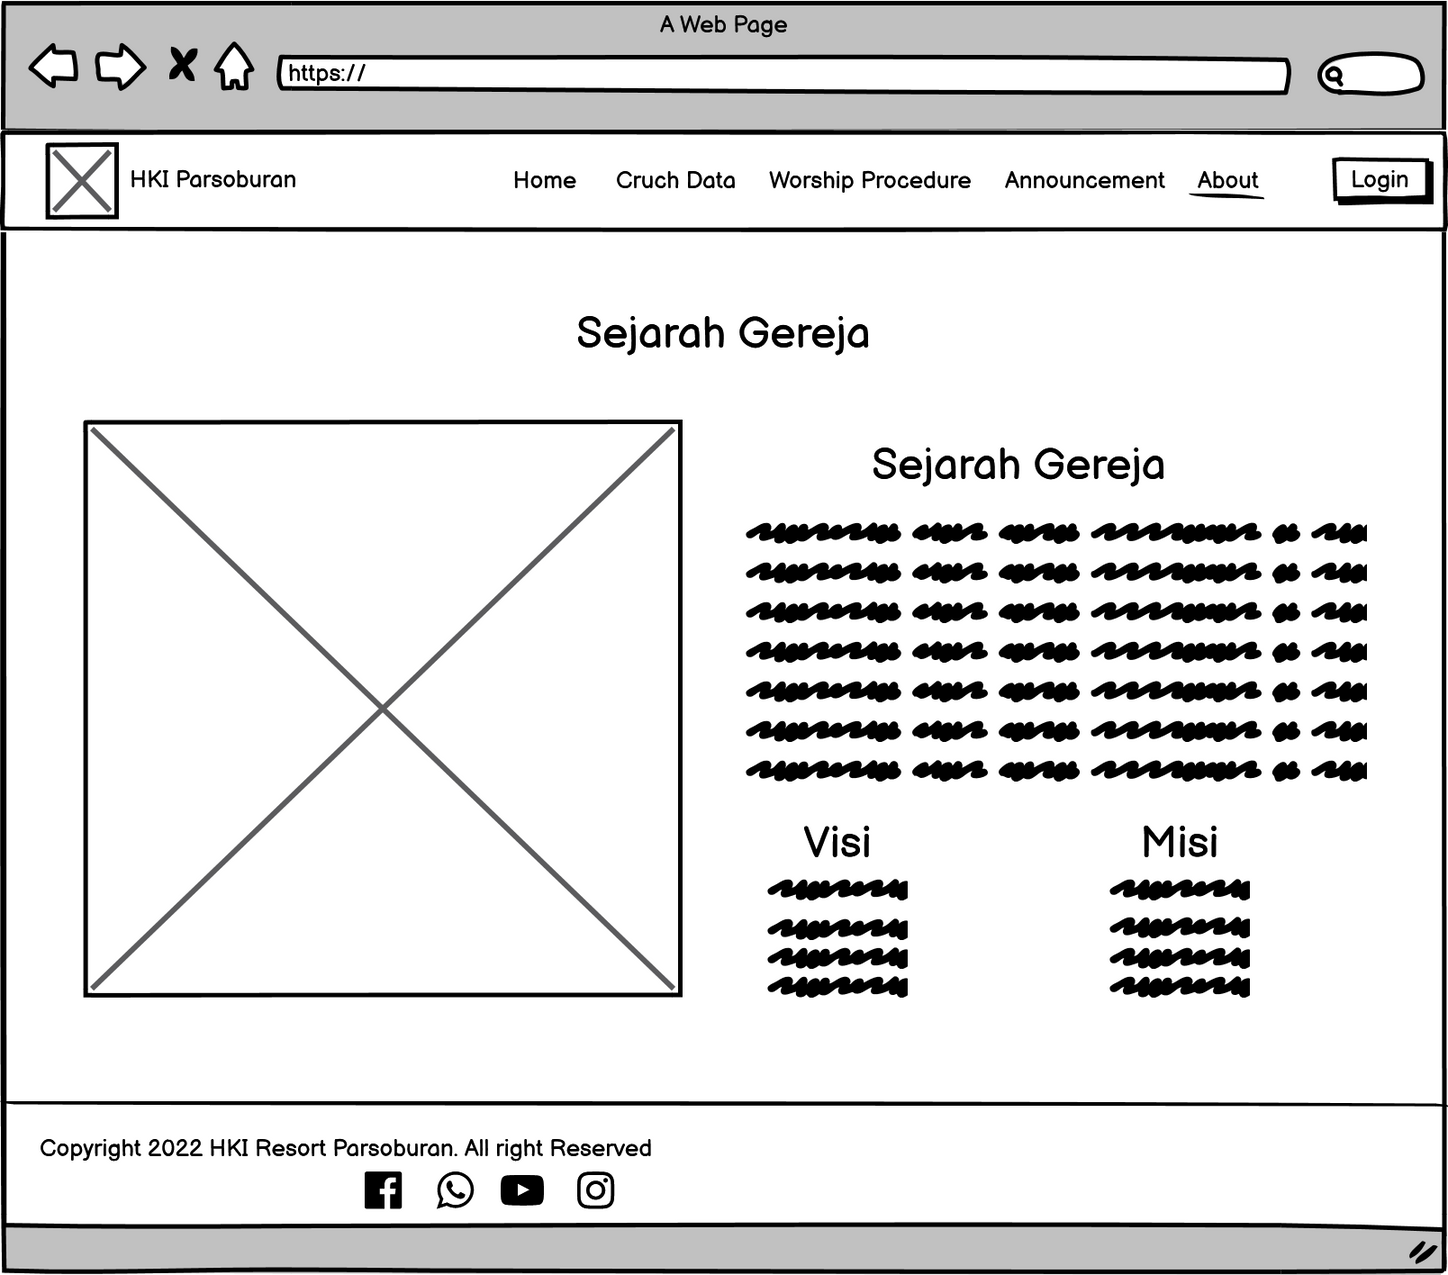 A Web Page
https://
HKI Parsoburan Home Cruch Data Worship Procedure Announcement About Login
Sejarah Gereja
Sejarah Gereja
Visi Misi
Copyright 2022 HKI Resort Parsoburan. All right Reserved